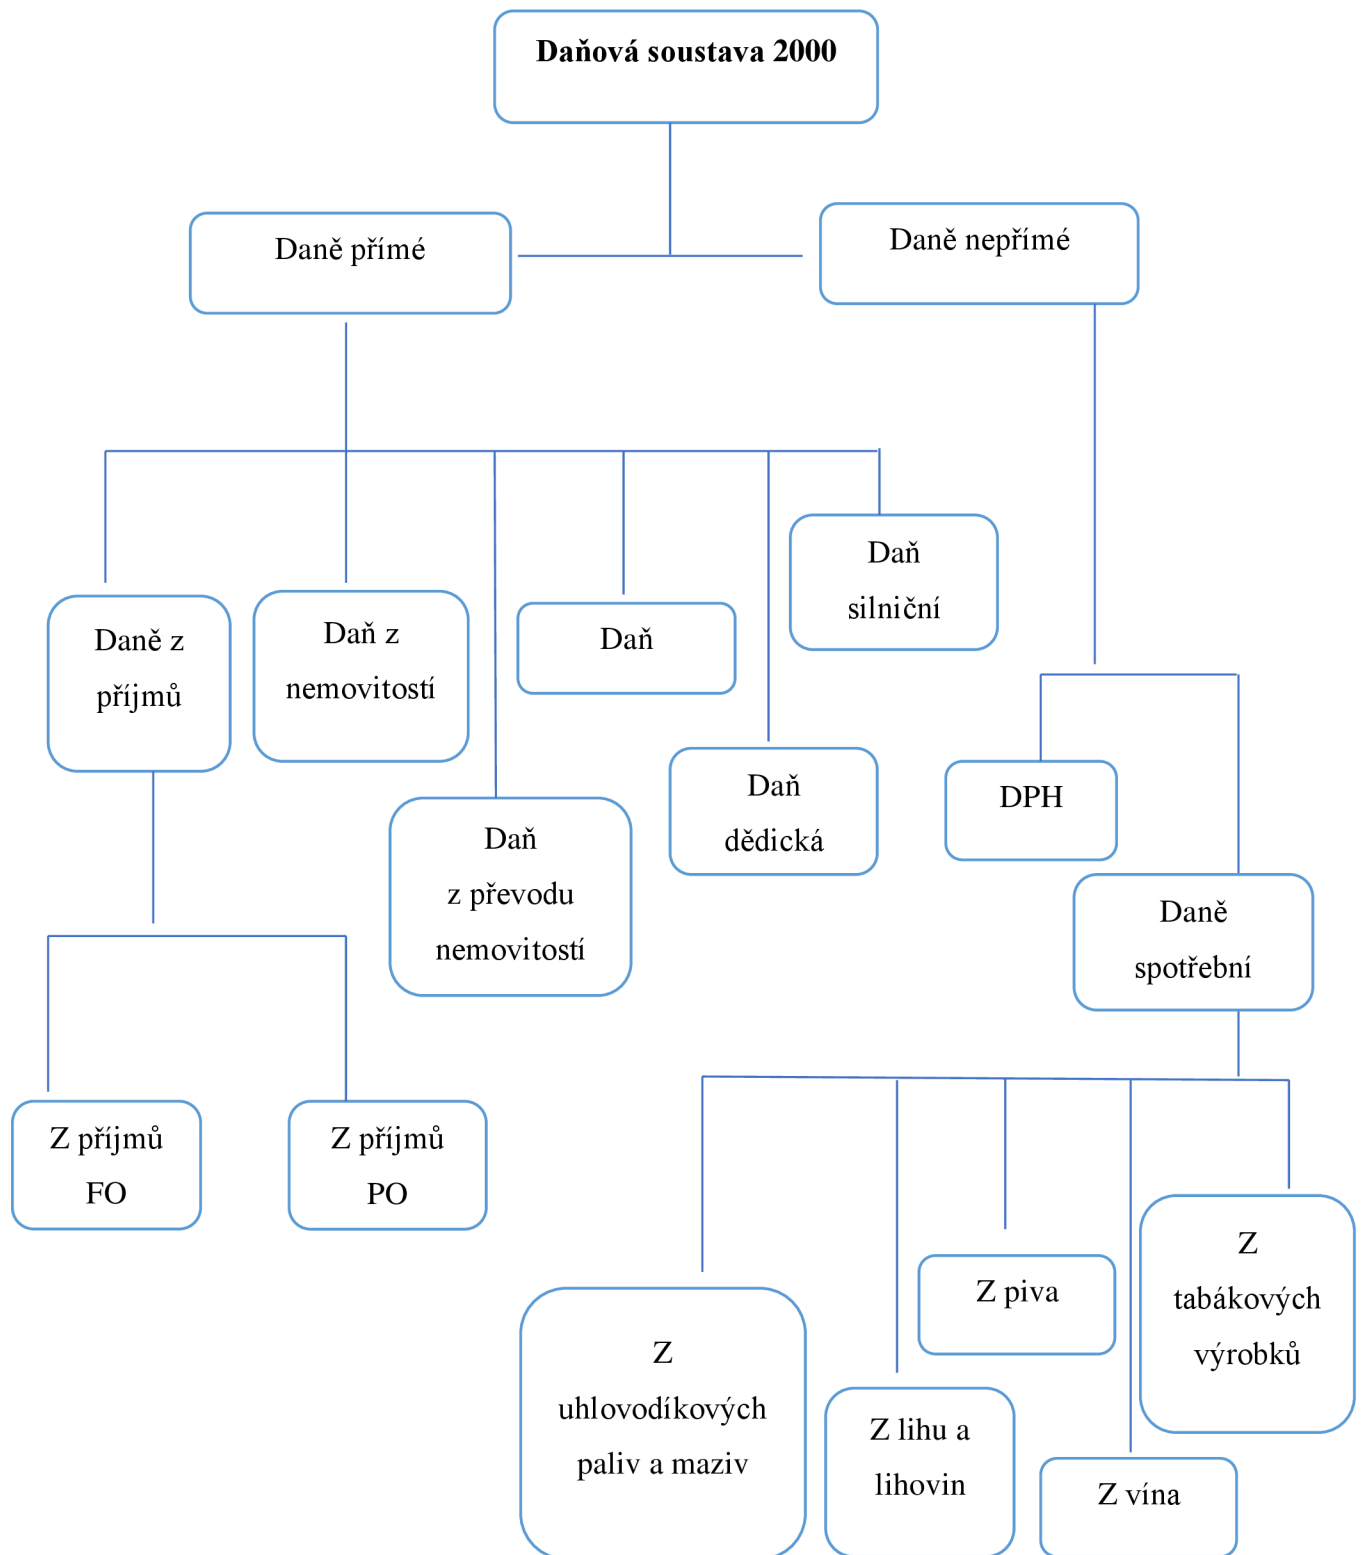 Daňová soustava 2000
Daně přímé
Daně nepřímé
Daň
silniční
Daně z
příjmů
Daň z
nemovitostí
Daň
Daň
z převodu
nemovitostí
Daň
dědická
DPH
Daně
spotřební
Z příjmů
FO
Z příjmů
PO
Z
uhlovodíkových
paliv a maziv
Z lihu a
lihovin
Z piva
Z vína
Z
tabákových
výrobků